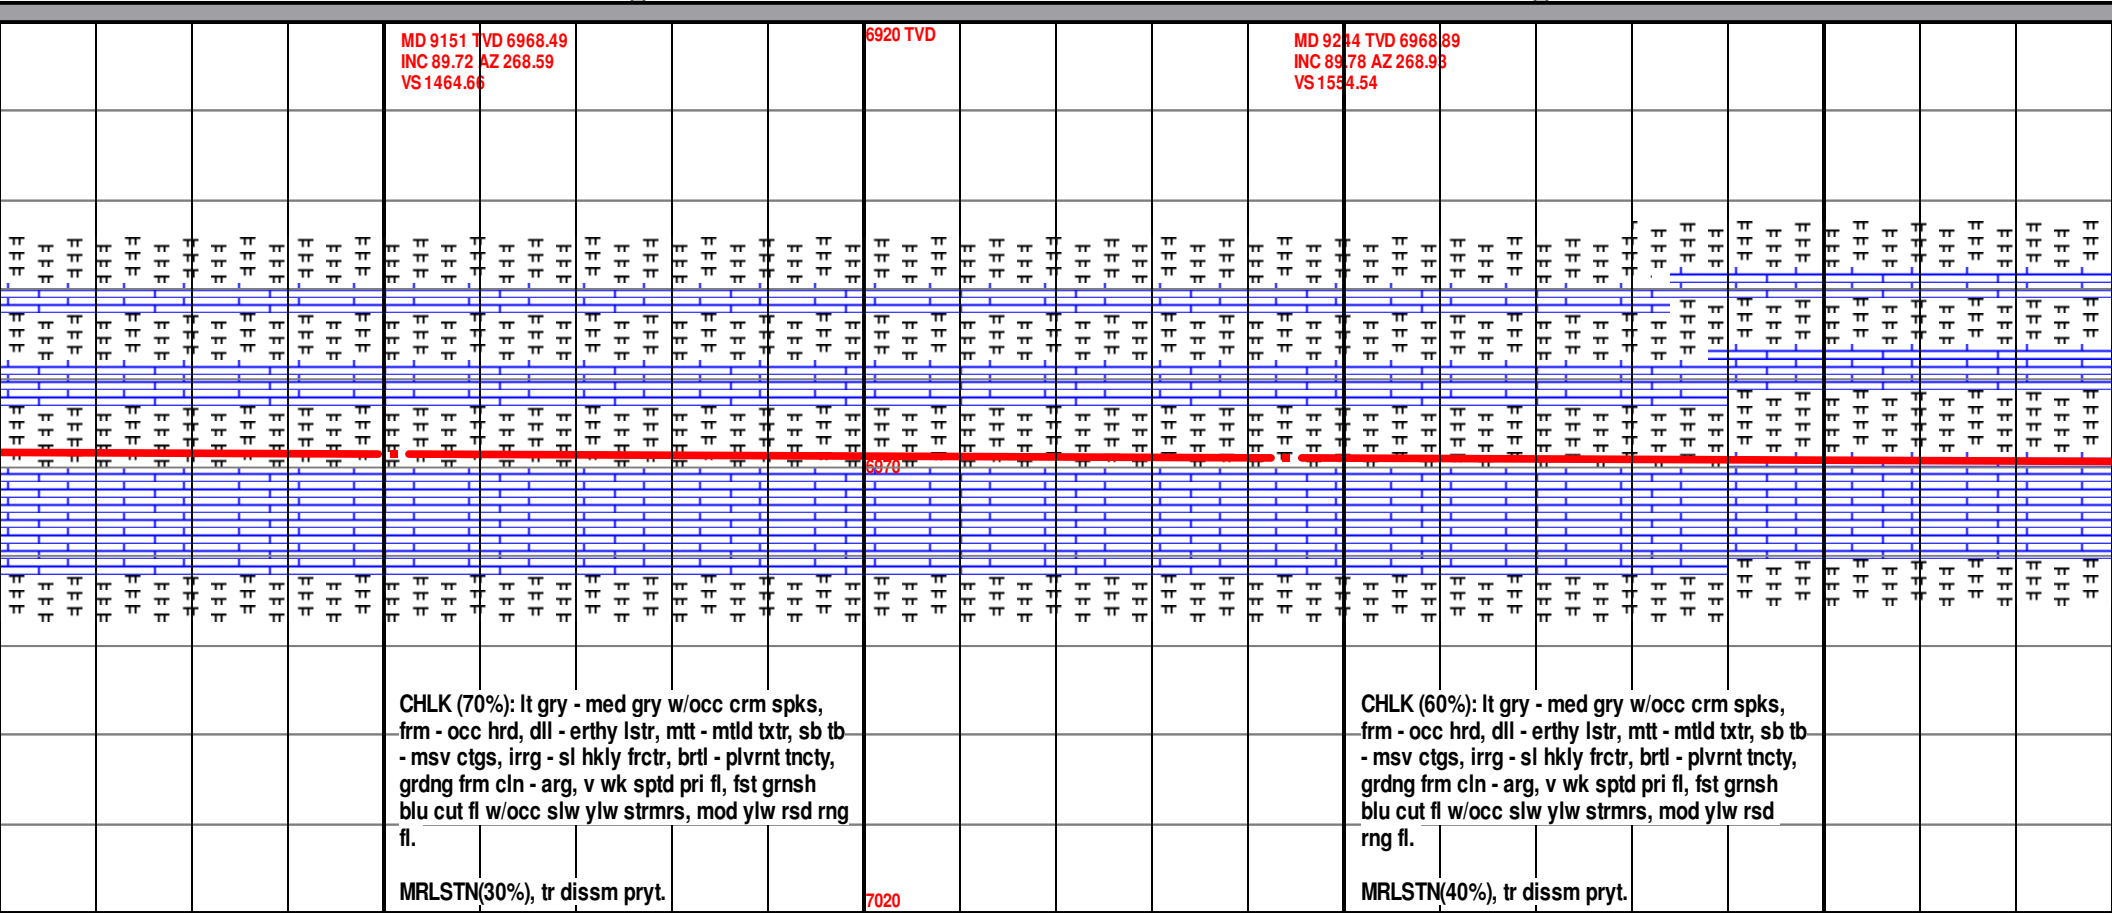 MD 9151 TVD 6968.49
INC 89.72 AZ 268.59
VS 1464.66
6920 TVD
MD 9244 TVD 6968.89
INC 89.78 AZ 268.93
VS 1554.54
6970
CHLK (70%): lt gry - med gry w/occ crm spks,
frm - occ hrd, dll - erthy lstr, mtt - mtld txtr, sb tb
- msv ctgs, irrg - sl hkly frctr, brtl - plvrnt tncty,
grdng frm cln - arg, v wk sptd pri fl, fst grnsh
blu cut fl w/occ slw ylw strmrs, mod ylw rsd rng
fl.
MRLSTN(30%), tr dissm pryt.
7020
CHLK (60%): lt gry - med gry w/occ crm spks,
frm - occ hrd, dll - erthy lstr, mtt - mtld txtr, sb tb
- msv ctgs, irrg - sl hkly frctr, brtl - plvrnt tncty,
grdng frm cln - arg, v wk sptd pri fl, fst grnsh
blu cut fl w/occ slw ylw strmrs, mod ylw rsd
rng fl.
MRLSTN(40%), tr dissm pryt.